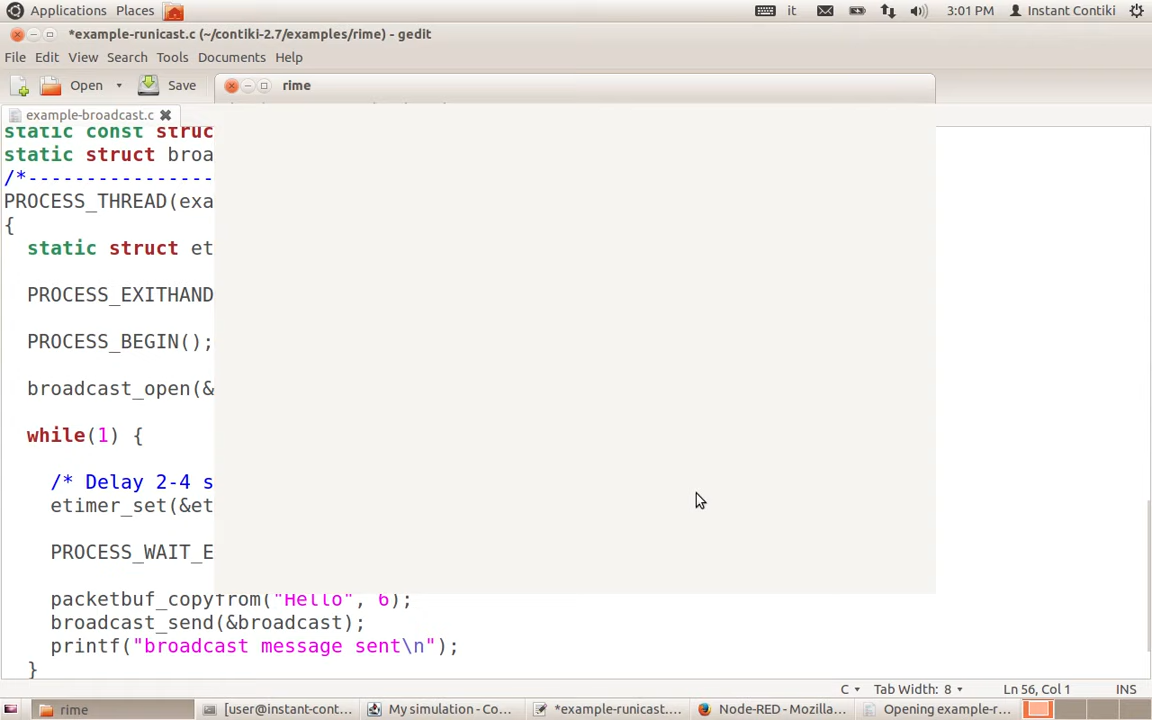 Applications Places it 3:01 PM Instant Contiki
*example-runicast.c (~/contiki-2.7/examples/rime) - gedit
File Edit View Search Tools Documents Help
Open Save rime
example-broadcast.c
static const struc
static struct broa
/*----------------
PROCESS_THREAD(exa
{
static struct et
PROCESS_EXITHAND
PROCESS_BEGIN();
broadcast_open(&
while(1) {
/* Delay 2-4 s
etimer_set(&et
PROCESS_WAIT_E
packetbuf_copyfrom("Hello", 6);
broadcast_send(&broadcast);
printf("broadcast message sent\n");
}
C Tab Width: 8 Ln 56, Col 1 INS
rime [user@instant-cont... My simulation - Co... *example-runicast.... Node-RED - Mozilla... Opening example-r...